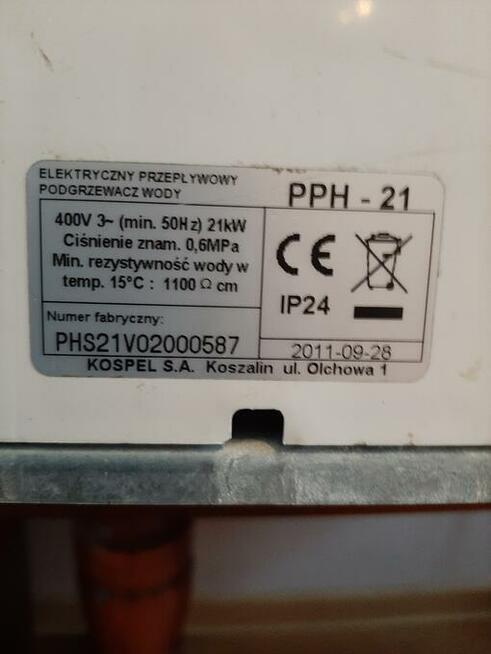 ELEKTRYCZNY PRZEPŁYWOWY
PODGRZEWACZ WODY
PPH - 21
400V 3~ (min. 50Hz) 21kW
Ciśnienie znam. 0,6MPa
Min. rezystywność wody w
temp. 15°C : 1100 Ω cm
CE
IP24
Numer fabryczny:
PHS21V02000587
2011-09-28
KOSPEL S.A. Koszalin ul. Olchowa 1